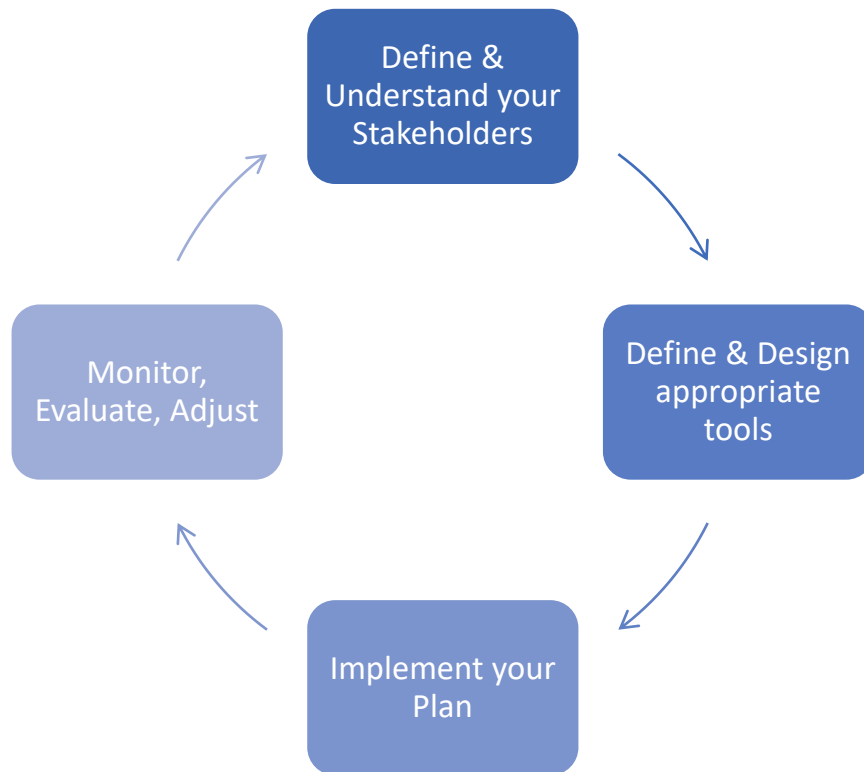 Define &
Understand your
Stakeholders
Define & Design
appropriate
tools
Implement your
Plan
Monitor,
Evaluate, Adjust